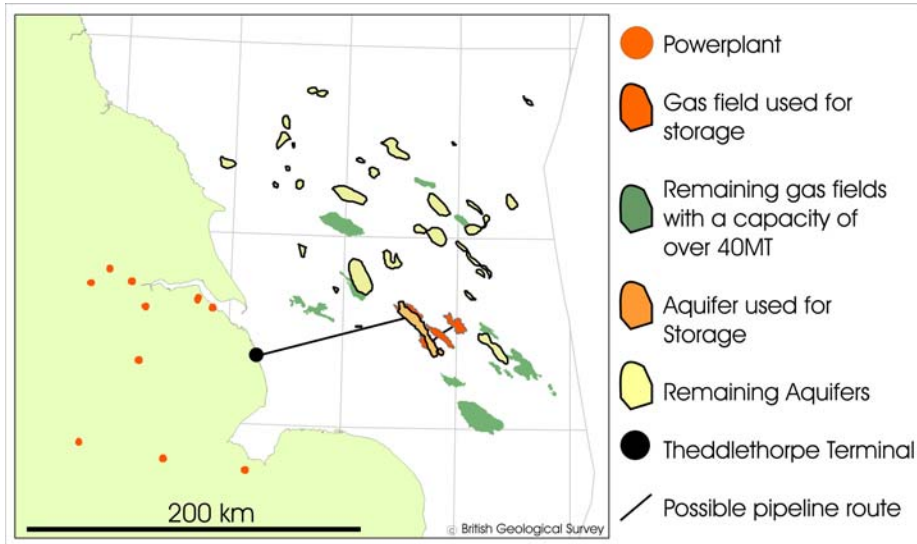 Powerplant
Gas field used for
storage
Remaining gas fields
with a capacity of
over 40MT
Aquifer used for
Storage
Remaining Aquifers
Theddlethorpe Terminal
Possible pipeline route
200 km
© British Geological Survey